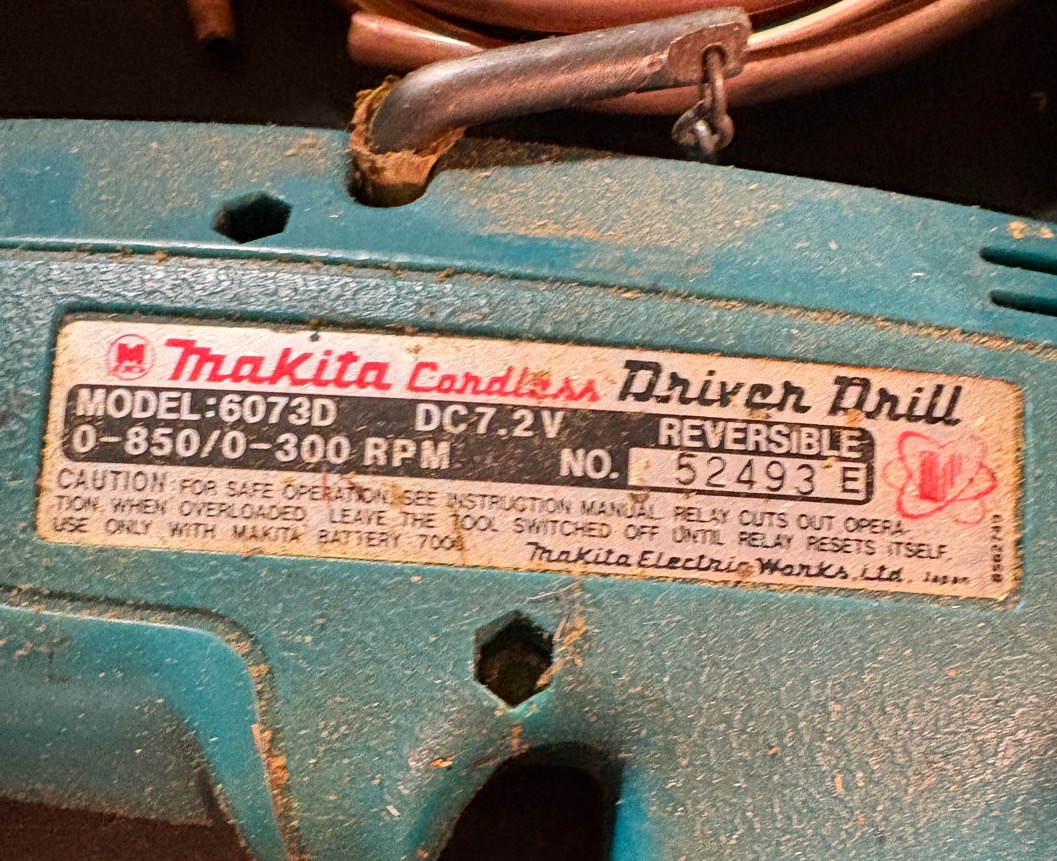 M Makita Cordless Driver Drill
MODEL:6073D DC7.2V REVERSIBLE
0-850/0-300 RPM NO. 52493 E
CAUTION: FOR SAFE OPERATION, SEE INSTRUCTION MANUAL. RELAY CUTS OUT OPERA-
TION, WHEN OVERLOADED. LEAVE THE TOOL SWITCHED OFF UNTIL RELAY RESETS ITSELF.
USE ONLY WITH MAKITA BATTERY
Makita Electric Works, Ltd. Japan